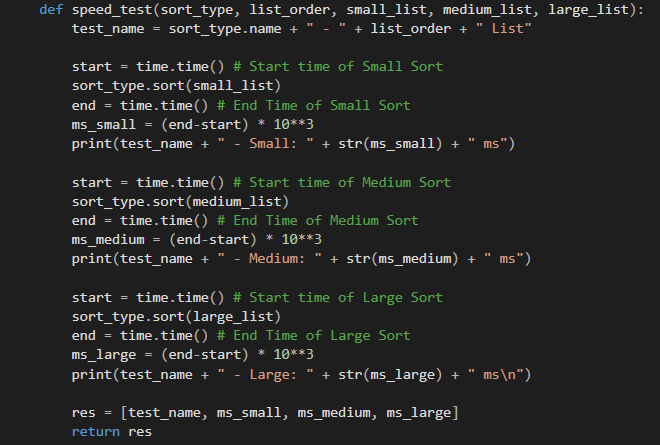 def speed_test(sort_type, list_order, small_list, medium_list, large_list):
    test_name = sort_type.name + " - " + list_order + " List"

    start = time.time() # Start time of Small Sort
    sort_type.sort(small_list)
    end = time.time() # End Time of Small Sort
    ms_small = (end-start) * 10**3
    print(test_name + " - Small: " + str(ms_small) + " ms")

    start = time.time() # Start time of Medium Sort
    sort_type.sort(medium_list)
    end = time.time() # End Time of Medium Sort
    ms_medium = (end-start) * 10**3
    print(test_name + " - Medium: " + str(ms_medium) + " ms")

    start = time.time() # Start time of Large Sort
    sort_type.sort(large_list)
    end = time.time() # End Time of Large Sort
    ms_large = (end-start) * 10**3
    print(test_name + " - Large: " + str(ms_large) + " ms\n")

    res = [test_name, ms_small, ms_medium, ms_large]
    return res